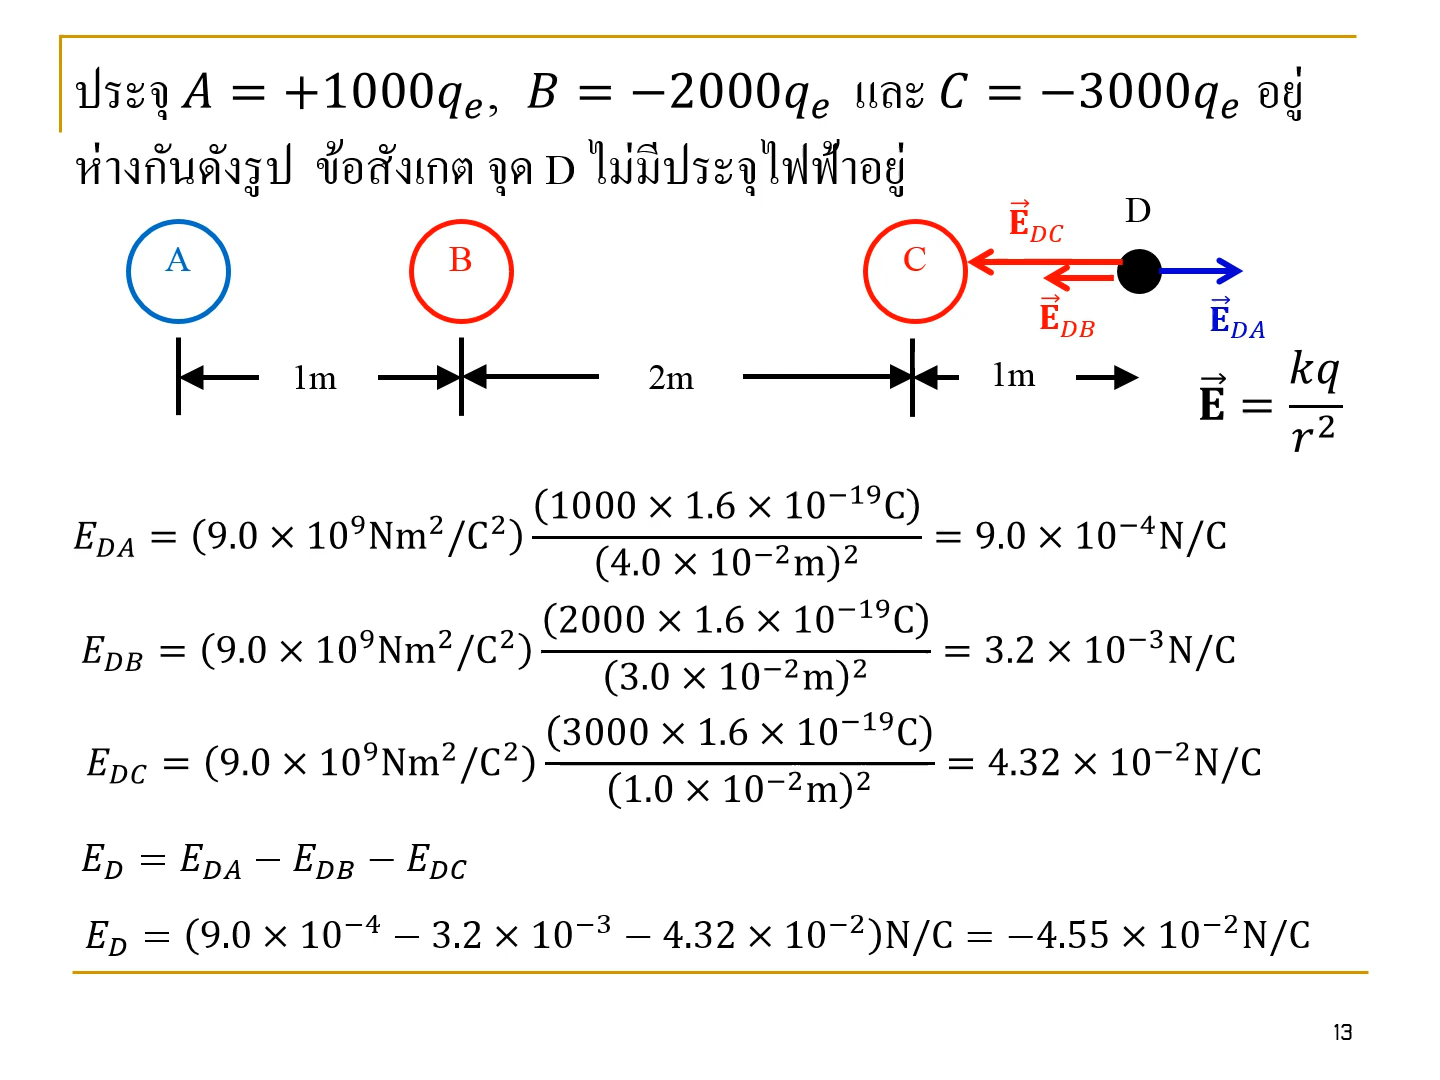 ประจุ A = +1000qₑ, B = −2000qₑ และ C = −3000qₑ อยู่
ห่างกันดังรูป ข้อสังเกต จุด D ไม่มีประจุไฟฟ้าอยู่
A B C E⃗_DC D
E⃗_DB E⃗_DA
1m 2m 1m
E⃗ = kq/r²
E_DA = (9.0 × 10⁹Nm²/C²) (1000 × 1.6 × 10⁻¹⁹C)/(4.0 × 10⁻²m)² = 9.0 × 10⁻⁴N/C
E_DB = (9.0 × 10⁹Nm²/C²) (2000 × 1.6 × 10⁻¹⁹C)/(3.0 × 10⁻²m)² = 3.2 × 10⁻³N/C
E_DC = (9.0 × 10⁹Nm²/C²) (3000 × 1.6 × 10⁻¹⁹C)/(1.0 × 10⁻²m)² = 4.32 × 10⁻²N/C
E_D = E_DA − E_DB − E_DC
E_D = (9.0 × 10⁻⁴ − 3.2 × 10⁻³ − 4.32 × 10⁻²)N/C = −4.55 × 10⁻²N/C
13